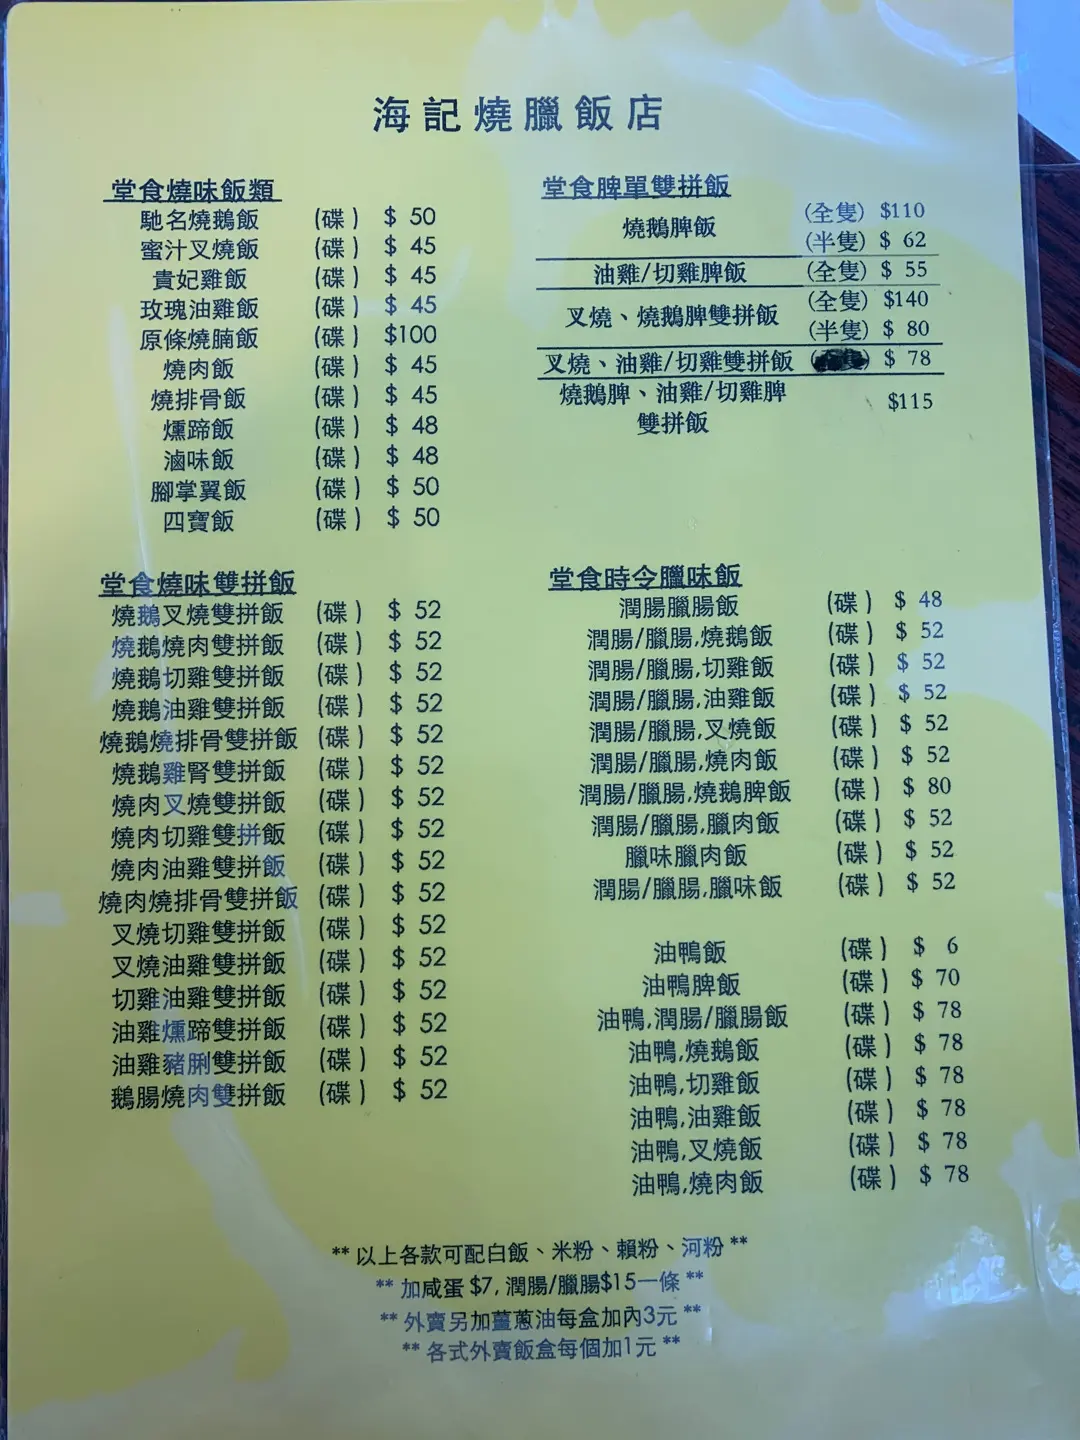 海記燒臘飯店
堂食燒味飯類
馳名燒鵝飯 (碟) $ 50
蜜汁叉燒飯 (碟) $ 45
貴妃雞飯 (碟) $ 45
玫瑰油雞飯 (碟) $ 45
原條燒腩飯 (碟) $100
燒肉飯 (碟) $ 45
燒排骨飯 (碟) $ 45
燻蹄飯 (碟) $ 48
滷味飯 (碟) $ 48
腳掌翼飯 (碟) $ 50
四寶飯 (碟) $ 50
堂食脾單雙拼飯
燒鵝脾飯 (全隻) $110
(半隻) $ 62
油雞/切雞脾飯 (全隻) $ 55
叉燒、燒鵝脾雙拼飯 (全隻) $140
(半隻) $ 80
叉燒、油雞/切雞雙拼飯 $ 78
燒鵝脾、油雞/切雞脾
雙拼飯 $115
堂食燒味雙拼飯
燒鵝叉燒雙拼飯 (碟) $ 52
燒鵝燒肉雙拼飯 (碟) $ 52
燒鵝切雞雙拼飯 (碟) $ 52
燒鵝油雞雙拼飯 (碟) $ 52
燒鵝燒排骨雙拼飯 (碟) $ 52
燒鵝雞腎雙拼飯 (碟) $ 52
燒肉叉燒雙拼飯 (碟) $ 52
燒肉切雞雙拼飯 (碟) $ 52
燒肉油雞雙拼飯 (碟) $ 52
燒肉燒排骨雙拼飯 (碟) $ 52
叉燒切雞雙拼飯 (碟) $ 52
叉燒油雞雙拼飯 (碟) $ 52
切雞油雞雙拼飯 (碟) $ 52
油雞燻蹄雙拼飯 (碟) $ 52
油雞豬脷雙拼飯 (碟) $ 52
鵝腸燒肉雙拼飯 (碟) $ 52
堂食時令臘味飯
潤腸臘腸飯 (碟) $ 48
潤腸/臘腸,燒鵝飯 (碟) $ 52
潤腸/臘腸,切雞飯 (碟) $ 52
潤腸/臘腸,油雞飯 (碟) $ 52
潤腸/臘腸,叉燒飯 (碟) $ 52
潤腸/臘腸,燒肉飯 (碟) $ 52
潤腸/臘腸,燒鵝脾飯 (碟) $ 80
潤腸/臘腸,臘肉飯 (碟) $ 52
臘味臘肉飯 (碟) $ 52
潤腸/臘腸,臘味飯 (碟) $ 52
油鴨飯 (碟) $ 6
油鴨脾飯 (碟) $ 70
油鴨,潤腸/臘腸飯 (碟) $ 78
油鴨,燒鵝飯 (碟) $ 78
油鴨,切雞飯 (碟) $ 78
油鴨,油雞飯 (碟) $ 78
油鴨,叉燒飯 (碟) $ 78
油鴨,燒肉飯 (碟) $ 78
** 以上各款可配白飯、米粉、賴粉、河粉 **
** 加咸蛋 $7, 潤腸/臘腸$15一條 **
** 外賣另加薑蔥油每盒加內3元 **
** 各式外賣飯盒每個加1元 **